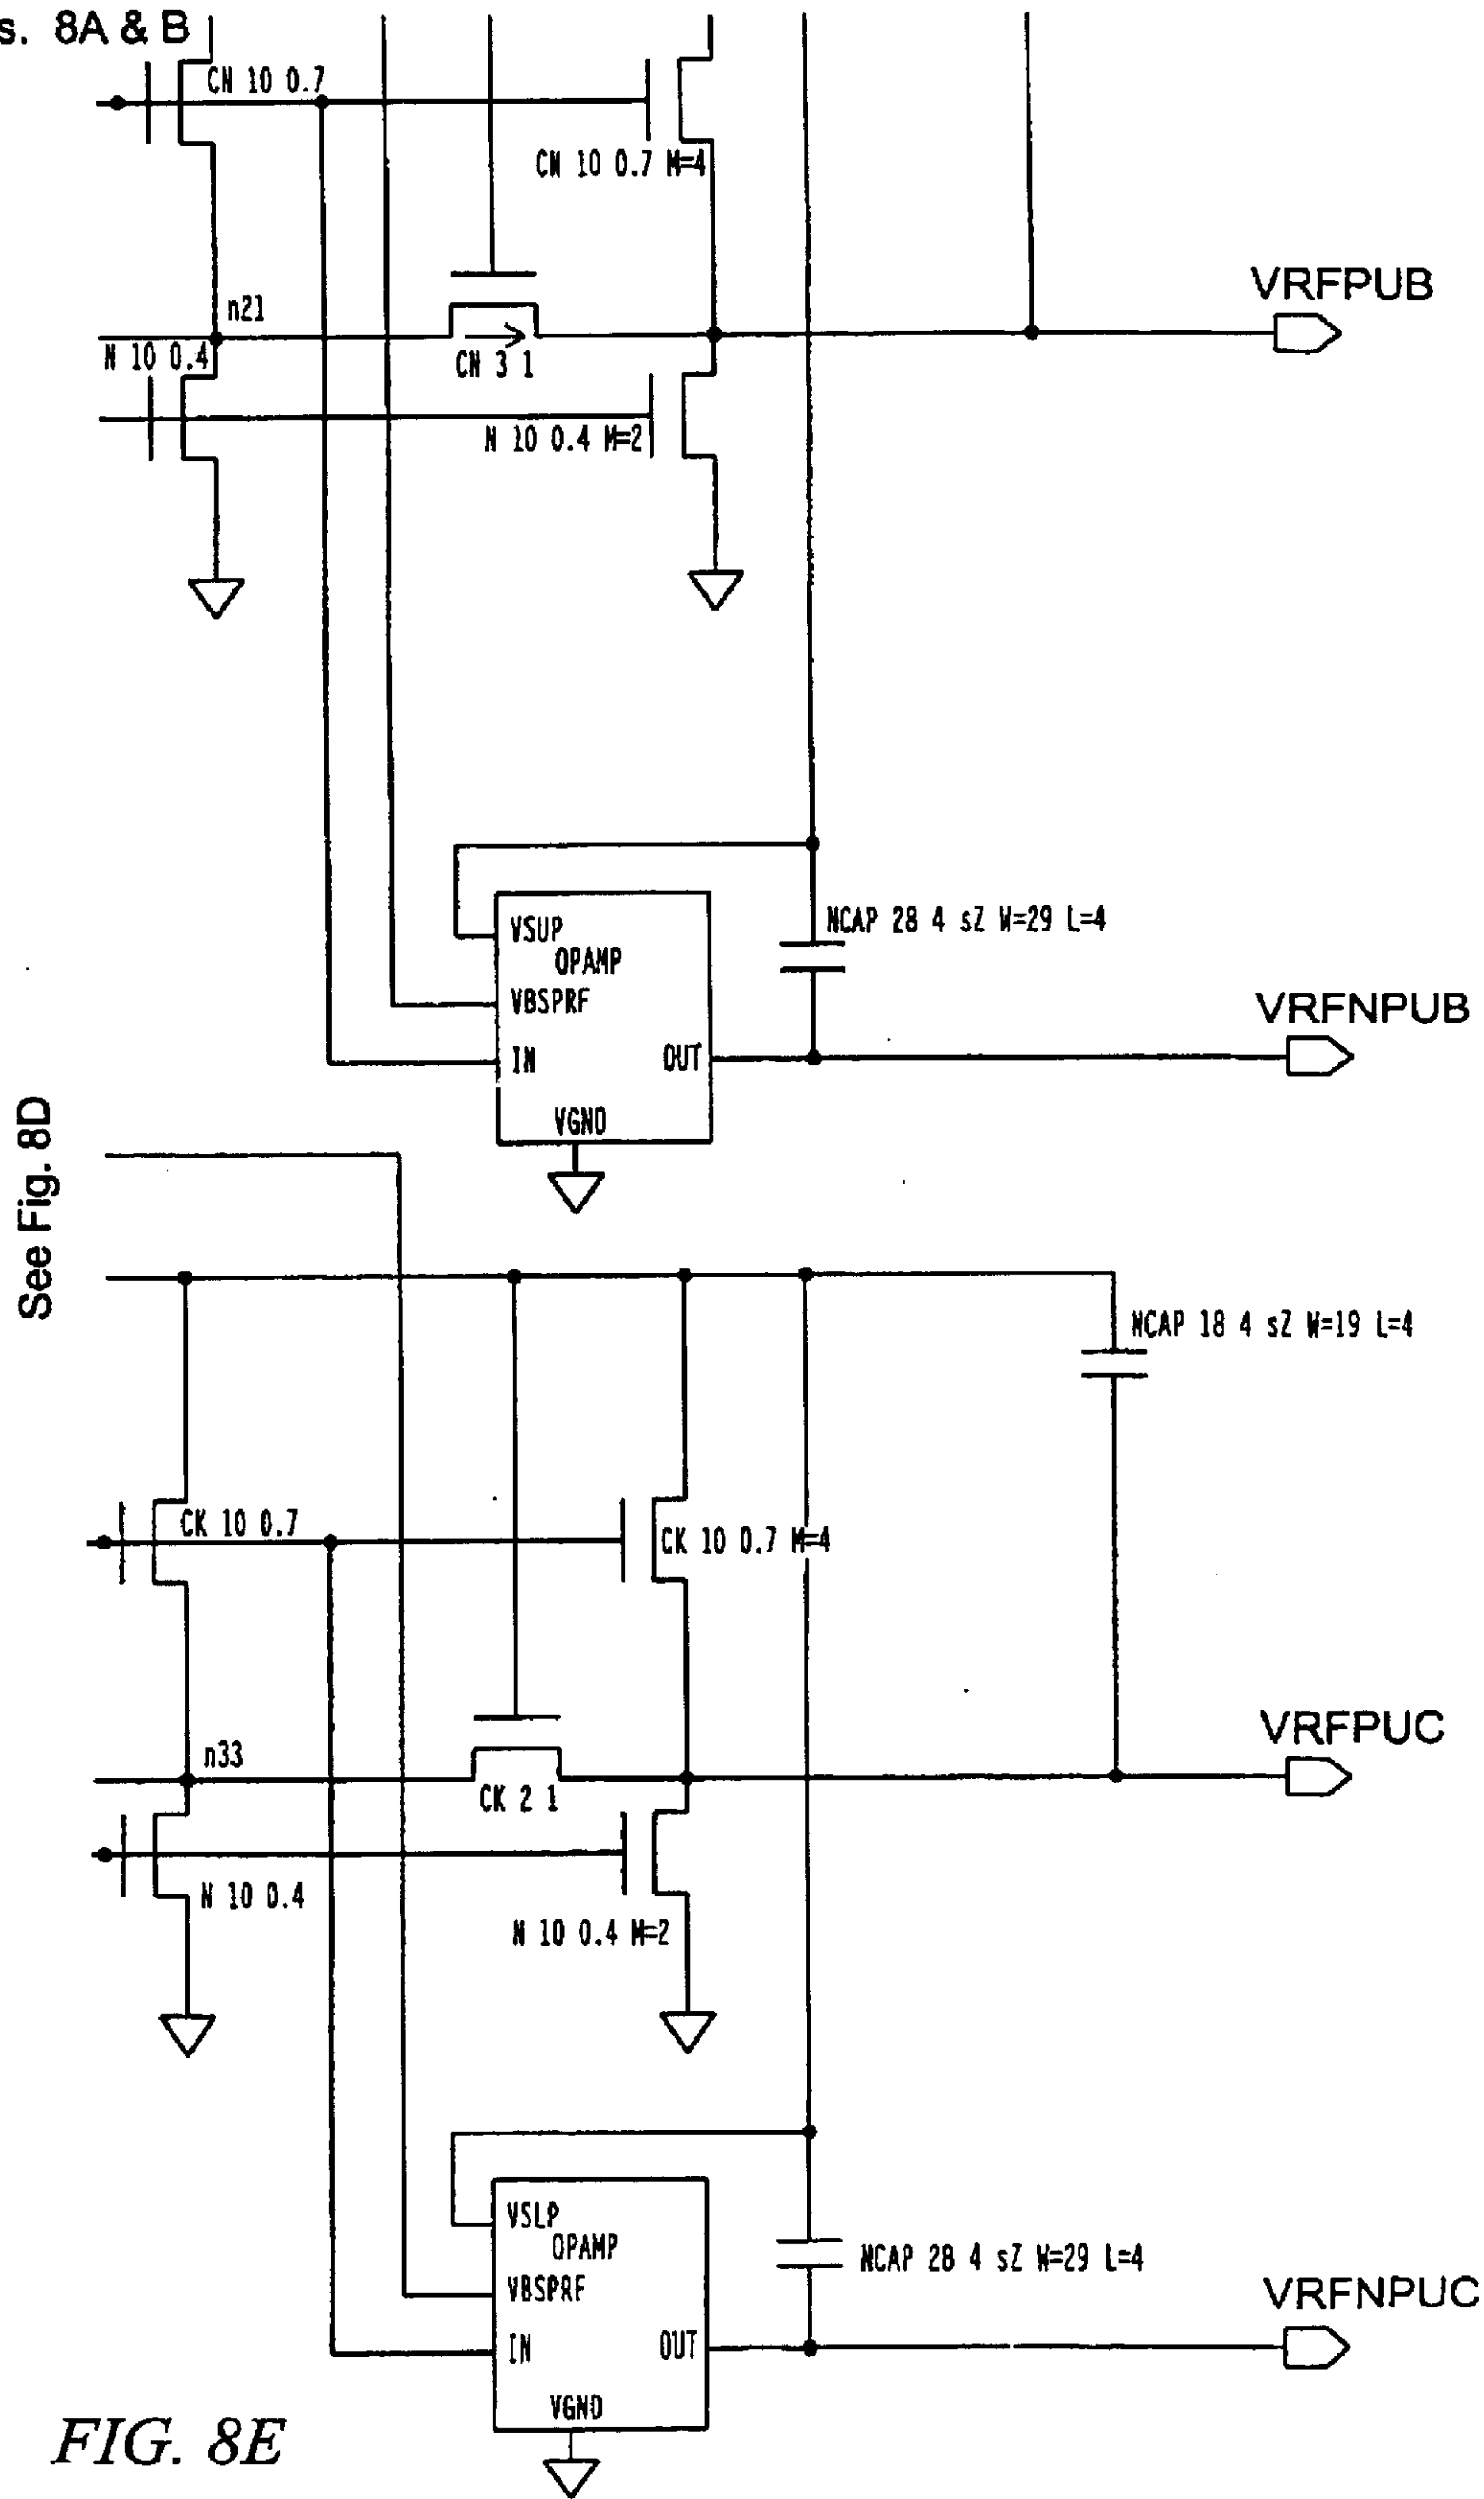 s. 8A & B
CN 10 0.7
CN 10 0.7 M=4
VRFPUB
n21
N 10 0.4
CN 3 1
N 10 0.4 M=2
NCAP 28 4 sZ W=29 L=4
VSUP
OPAMP
VBSPRF
VRFNPUB
IN
OUT
VGND
See Fig. 8D
NCAP 18 4 sZ W=19 L=4
CK 10 0.7
CK 10 0.7 M=4
VRFPUC
n33
CK 2 1
N 10 0.4
N 10 0.4 M=2
VSLP
OPAMP
NCAP 28 4 sZ W=29 L=4
VBSPRF
VRFNPUC
IN
OUT
VGND
FIG. 8E